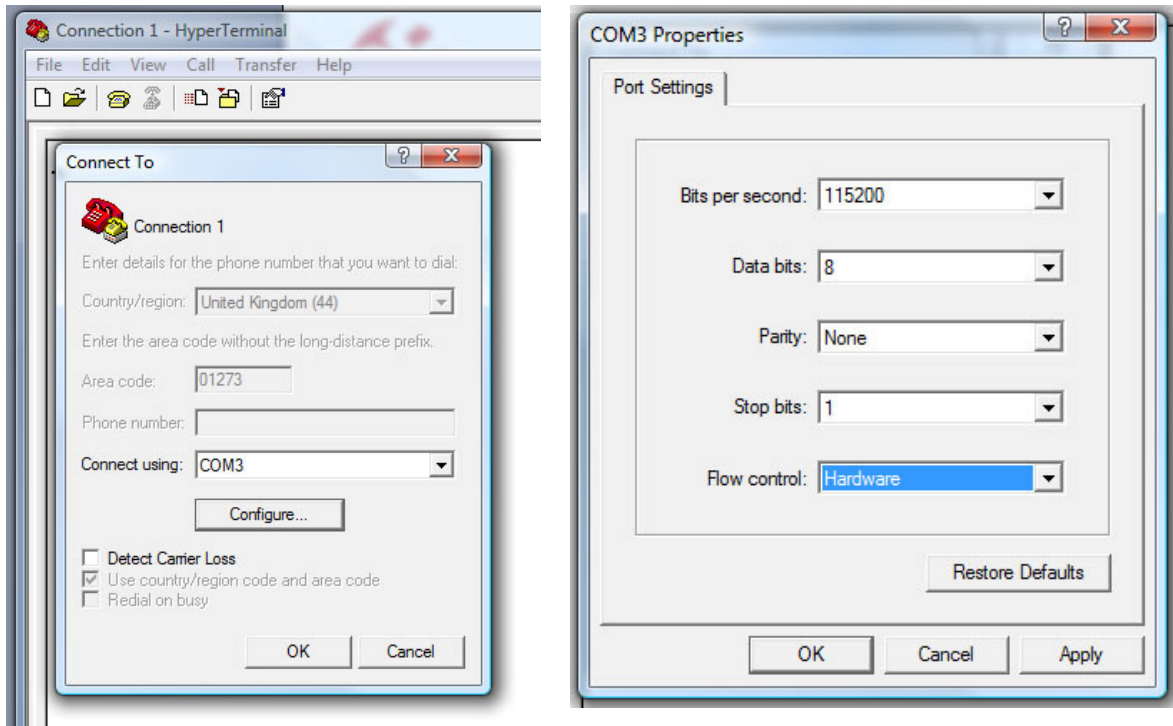 Connection 1 - HyperTerminal
File Edit View Call Transfer Help
Connect To
Connection 1
Enter details for the phone number that you want to dial:
Country/region: United Kingdom (44)
Enter the area code without the long-distance prefix.
Area code: 01273
Phone number:
Connect using: COM3
Configure...
Detect Carrier Loss
Use country/region code and area code
Redial on busy
OK Cancel
COM3 Properties
Port Settings
Bits per second: 115200
Data bits: 8
Parity: None
Stop bits: 1
Flow control: Hardware
Restore Defaults
OK Cancel Apply